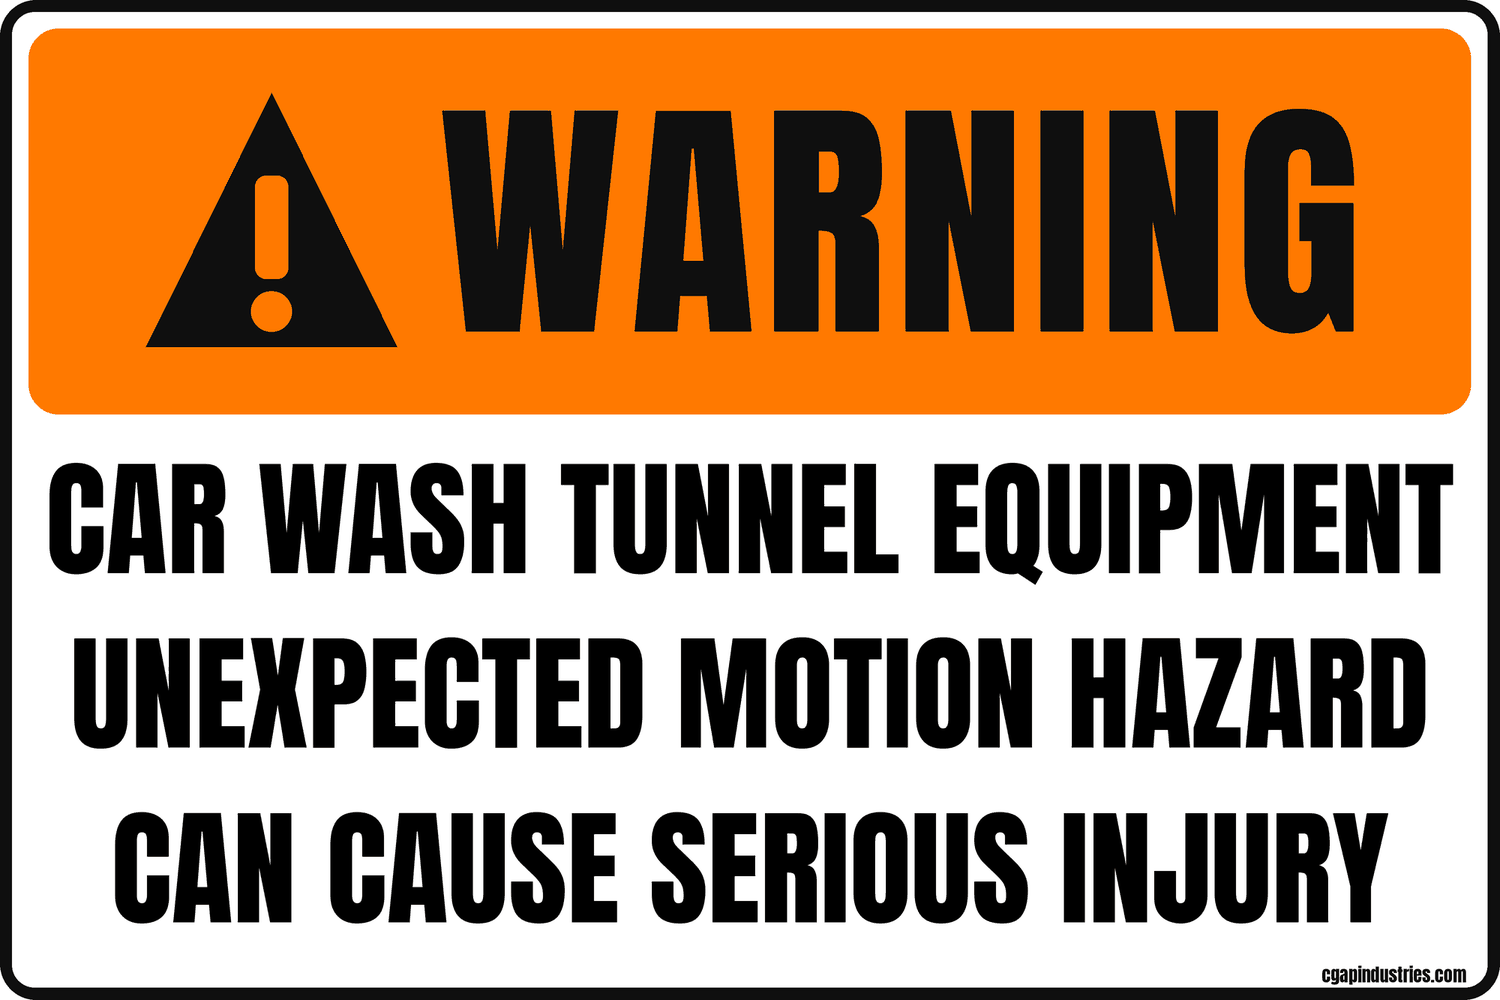 WARNING
CAR WASH TUNNEL EQUIPMENT
UNEXPECTED MOTION HAZARD
CAN CAUSE SERIOUS INJURY
cgapindustries.com